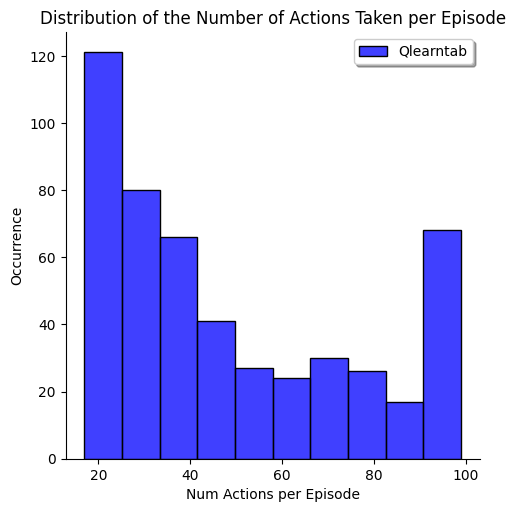 Distribution of the Number of Actions Taken per Episode
Qlearntab
120
100
80
60
40
20
0
Occurrence
20 40 60 80 100
Num Actions per Episode